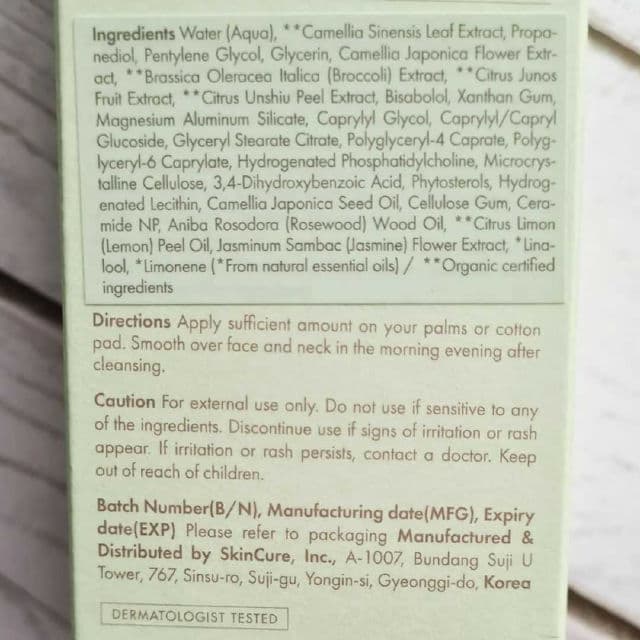 Ingredients Water (Aqua), **Camellia Sinensis Leaf Extract, Propa-
nediol, Pentylene Glycol, Glycerin, Camellia Japonica Flower Extr-
act, **Brassica Oleracea Italica (Broccoli) Extract, **Citrus Junos
Fruit Extract, **Citrus Unshiu Peel Extract, Bisabolol, Xanthan Gum,
Magnesium Aluminum Silicate, Caprylyl Glycol, Caprylyl/Capryl
Glucoside, Glyceryl Stearate Citrate, Polyglyceryl-4 Caprate, Polyg-
lyceryl-6 Caprylate, Hydrogenated Phosphatidylcholine, Microcrys-
talline Cellulose, 3,4-Dihydroxybenzoic Acid, Phytosterols, Hydrog-
enated Lecithin, Camellia Japonica Seed Oil, Cellulose Gum, Cera-
mide NP, Aniba Rosodora (Rosewood) Wood Oil, **Citrus Limon
(Lemon) Peel Oil, Jasminum Sambac (Jasmine) Flower Extract, *Lina-
lool, *Limonene (*From natural essential oils) / **Organic certified
ingredients
Directions Apply sufficient amount on your palms or cotton
pad. Smooth over face and neck in the morning evening after
cleansing.
Caution For external use only. Do not use if sensitive to any
of the ingredients. Discontinue use if signs of irritation or rash
appear. If irritation or rash persists, contact a doctor. Keep
out of reach of children.
Batch Number(B/N), Manufacturing date(MFG), Expiry
date(EXP) Please refer to packaging Manufactured &
Distributed by SkinCure, Inc., A-1007, Bundang Suji U
Tower, 767, Sinsu-ro, Suji-gu, Yongin-si, Gyeonggi-do, Korea
DERMATOLOGIST TESTED